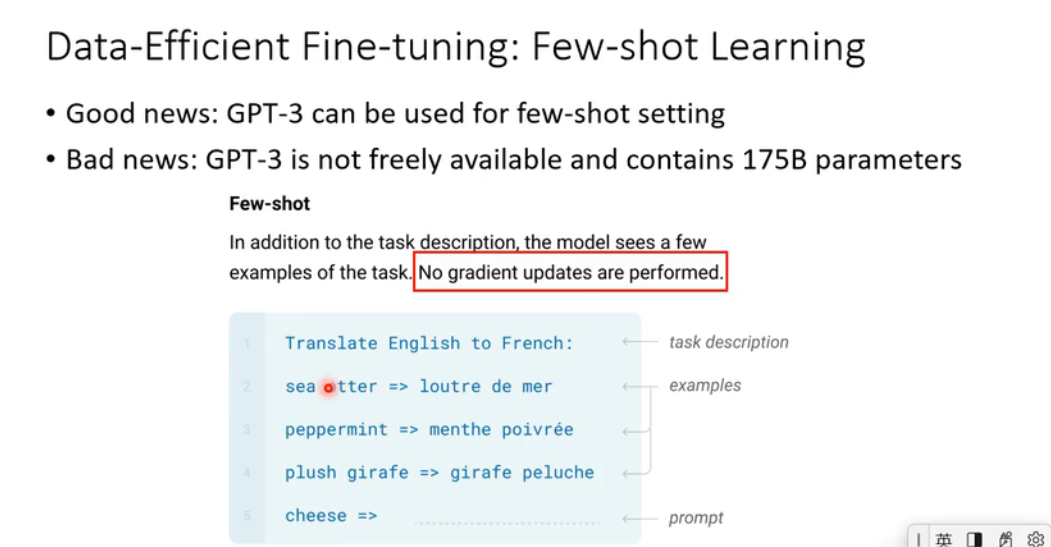 Data-Efficient Fine-tuning: Few-shot Learning
• Good news: GPT-3 can be used for few-shot setting
• Bad news: GPT-3 is not freely available and contains 175B parameters
Few-shot
In addition to the task description, the model sees a few
examples of the task. No gradient updates are performed.
1 Translate English to French: task description
2 sea otter => loutre de mer examples
3 peppermint => menthe poivrée
4 plush girafe => girafe peluche
5 cheese => prompt
英